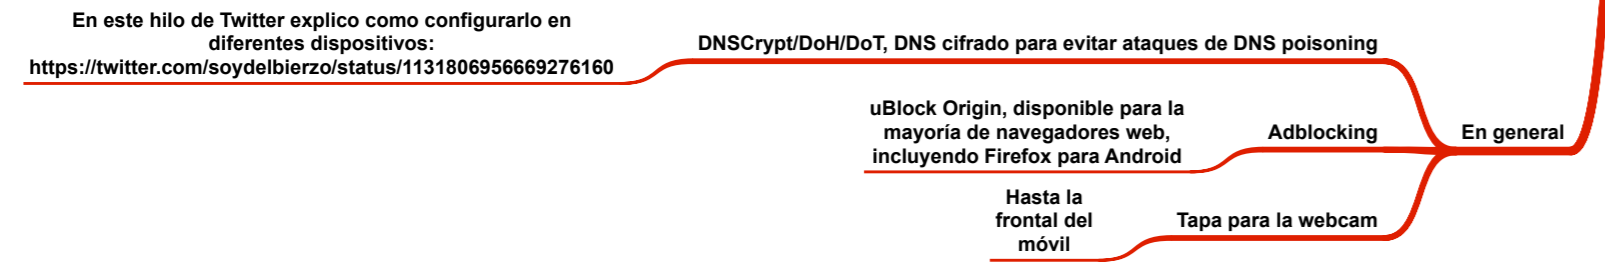 En este hilo de Twitter explico como configurarlo en
diferentes dispositivos:
https://twitter.com/soydelbierzo/status/1131806956669276160
DNSCrypt/DoH/DoT, DNS cifrado para evitar ataques de DNS poisoning
uBlock Origin, disponible para la
mayoría de navegadores web,
incluyendo Firefox para Android
Adblocking
En general
Hasta la
frontal del
móvil
Tapa para la webcam